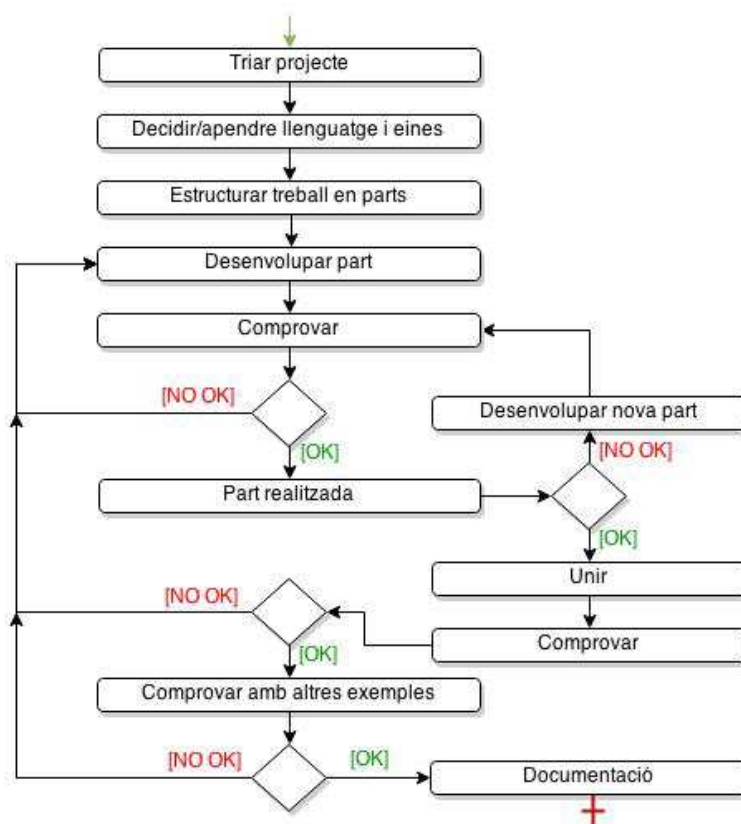 Triar projecte
Decidir/apendre llenguatge i eines
Estructurar treball en parts
Desenvolupar part
Comprovar
[NO OK]
[OK]
Desenvolupar nova part
[NO OK]
Part realitzada
[OK]
Unir
[NO OK]
[OK]
Comprovar
Comprovar amb altres exemples
[NO OK]
[OK]
Documentació